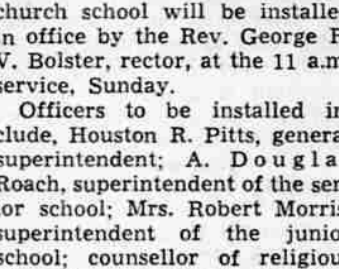 church school will be installe
n office by the Rev. George F
V. Bolster, rector, at the 11 a.m
service, Sunday.
Officers to be installed in
clude, Houston R. Pitts, genera
superintendent; A. Dougla
Roach, superintendent of the sen
or school; Mrs. Robert Morris
superintendent of the junio
school; counsellor of religiou